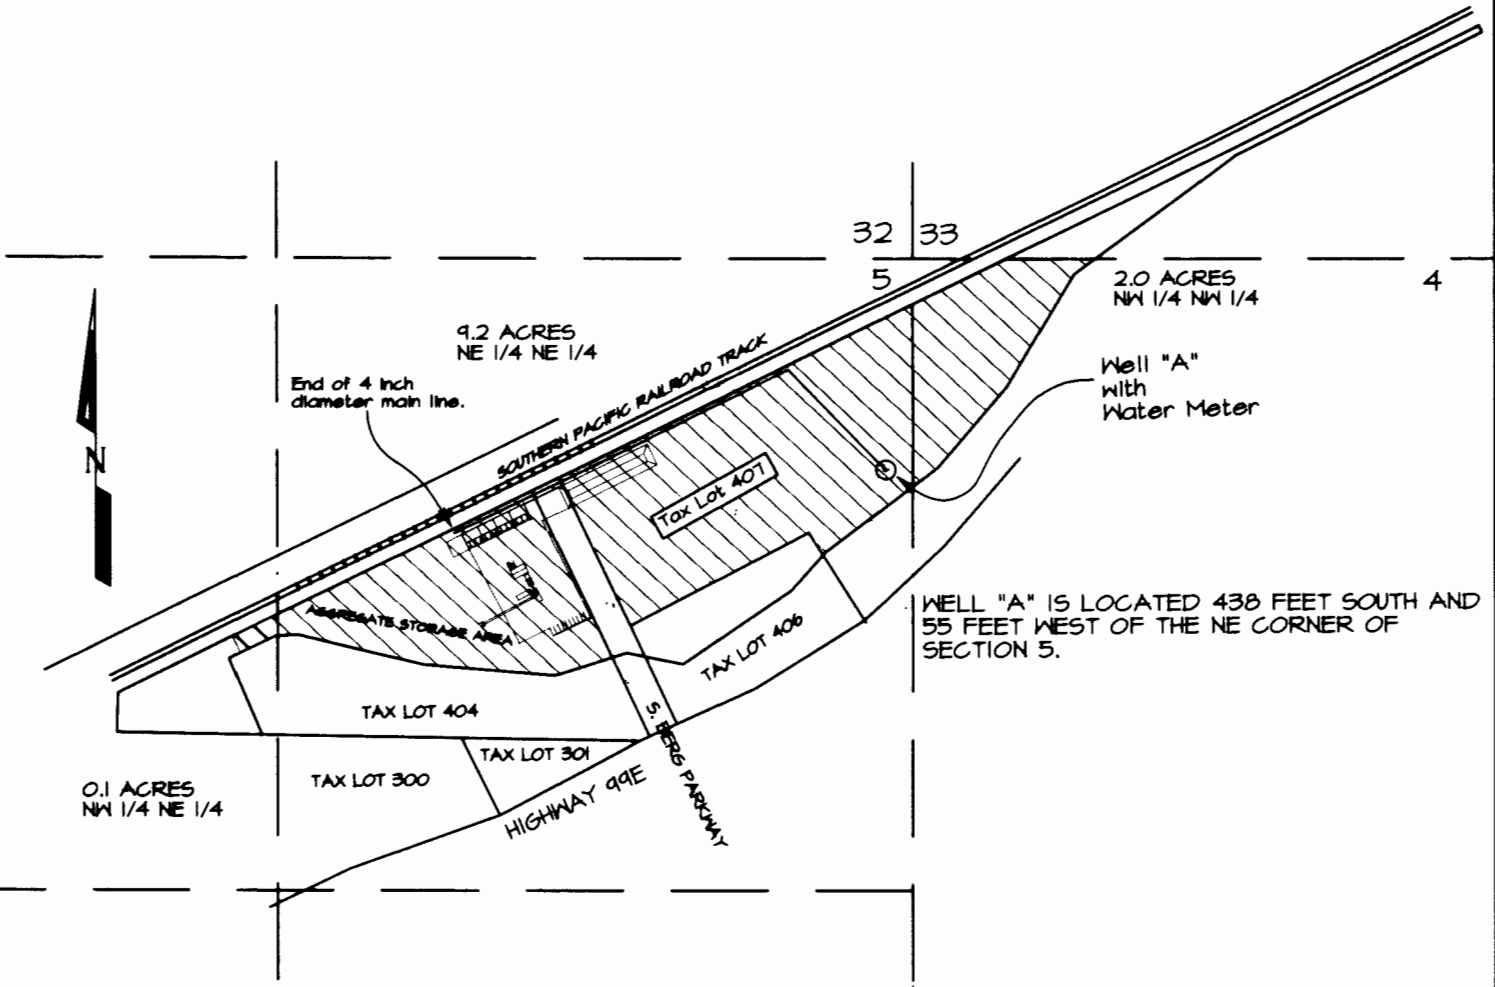 32 33
5
4
2.0 ACRES
NW 1/4 NW 1/4
9.2 ACRES
NE 1/4 NE 1/4
End of 4 inch
diameter main line.
SOUTHERN PACIFIC RAILROAD TRACK
Well "A"
with
Water Meter
N
Tax Lot 407
AGGREGATE STORAGE AREA
WELL "A" IS LOCATED 438 FEET SOUTH AND
55 FEET WEST OF THE NE CORNER OF
SECTION 5.
TAX LOT 406
TAX LOT 404
TAX LOT 301
TAX LOT 300
S. BERG PARKWAY
HIGHWAY 99E
0.1 ACRES
NW 1/4 NE 1/4